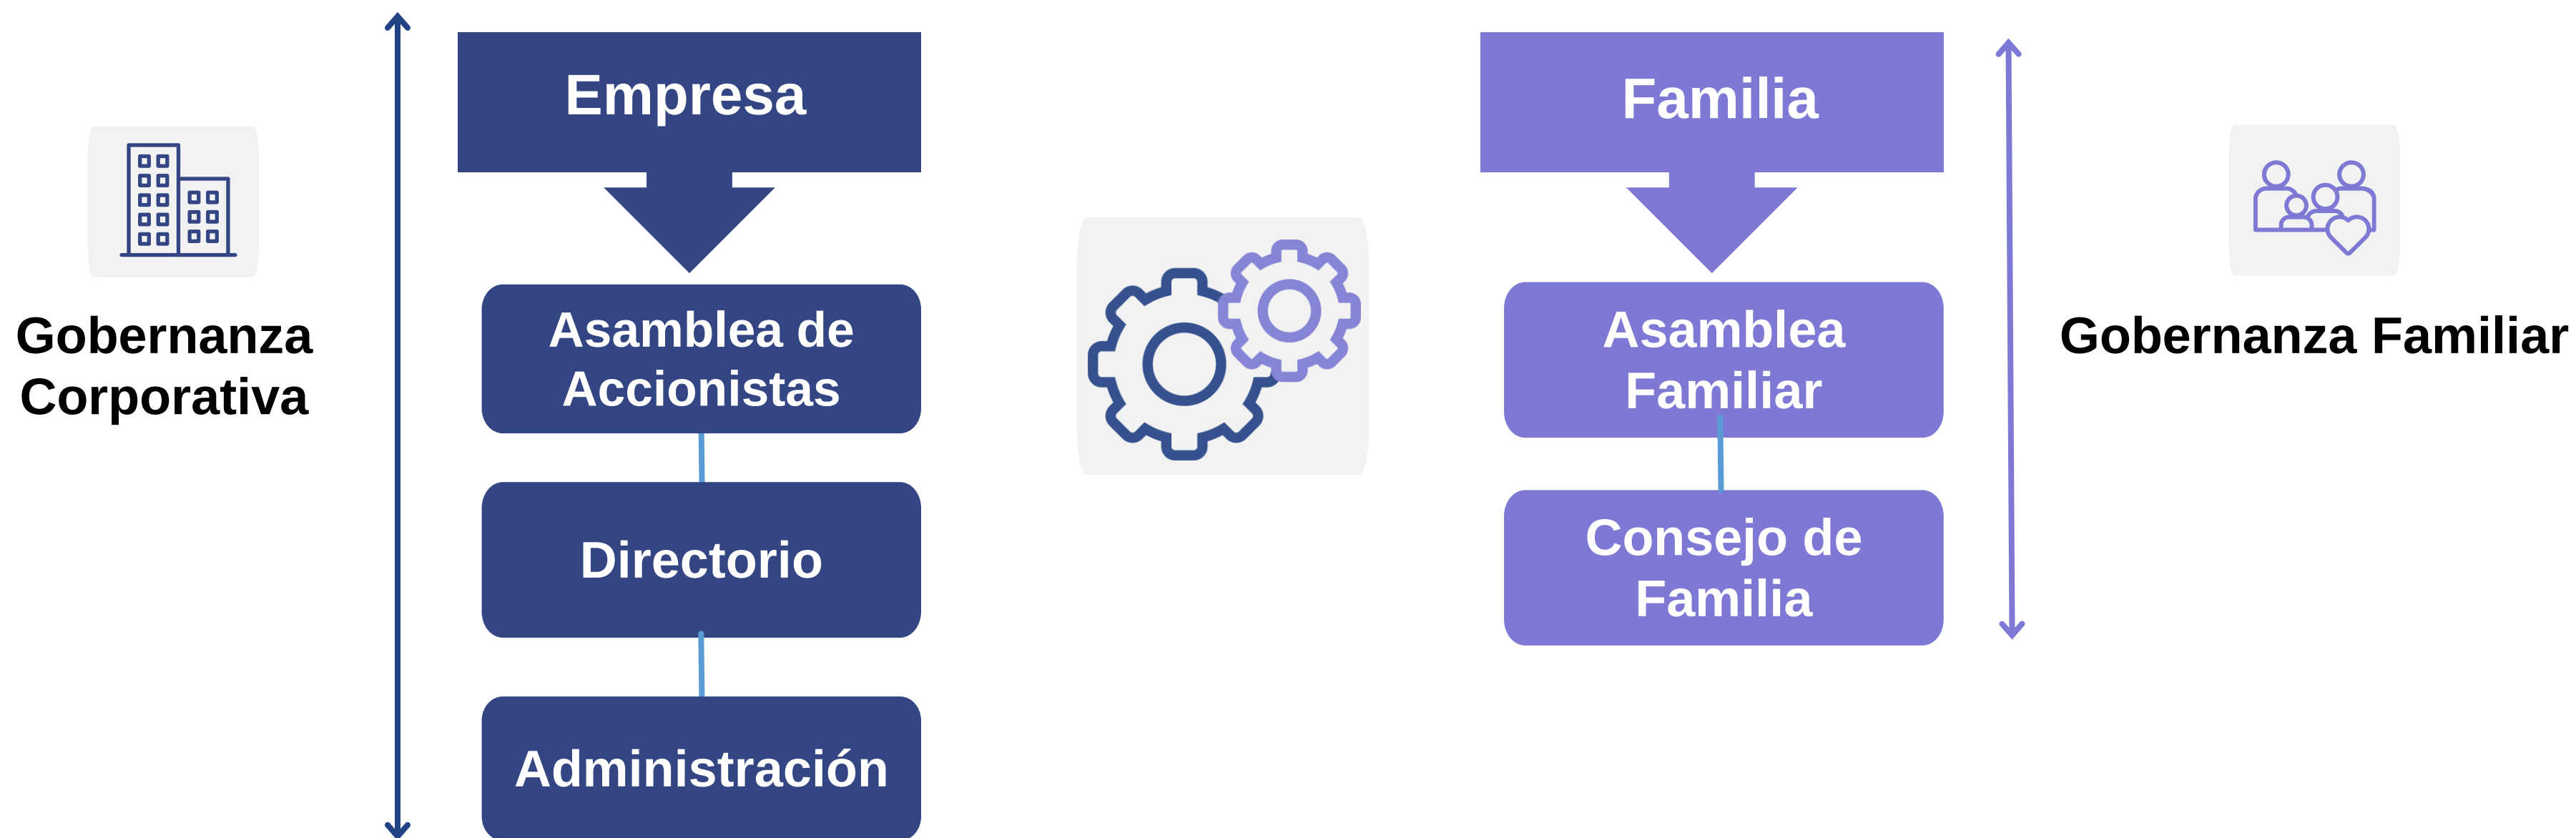 Gobernanza
Corporativa
Empresa
Asamblea de
Accionistas
Directorio
Administración
Familia
Asamblea
Familiar
Consejo de
Familia
Gobernanza Familiar